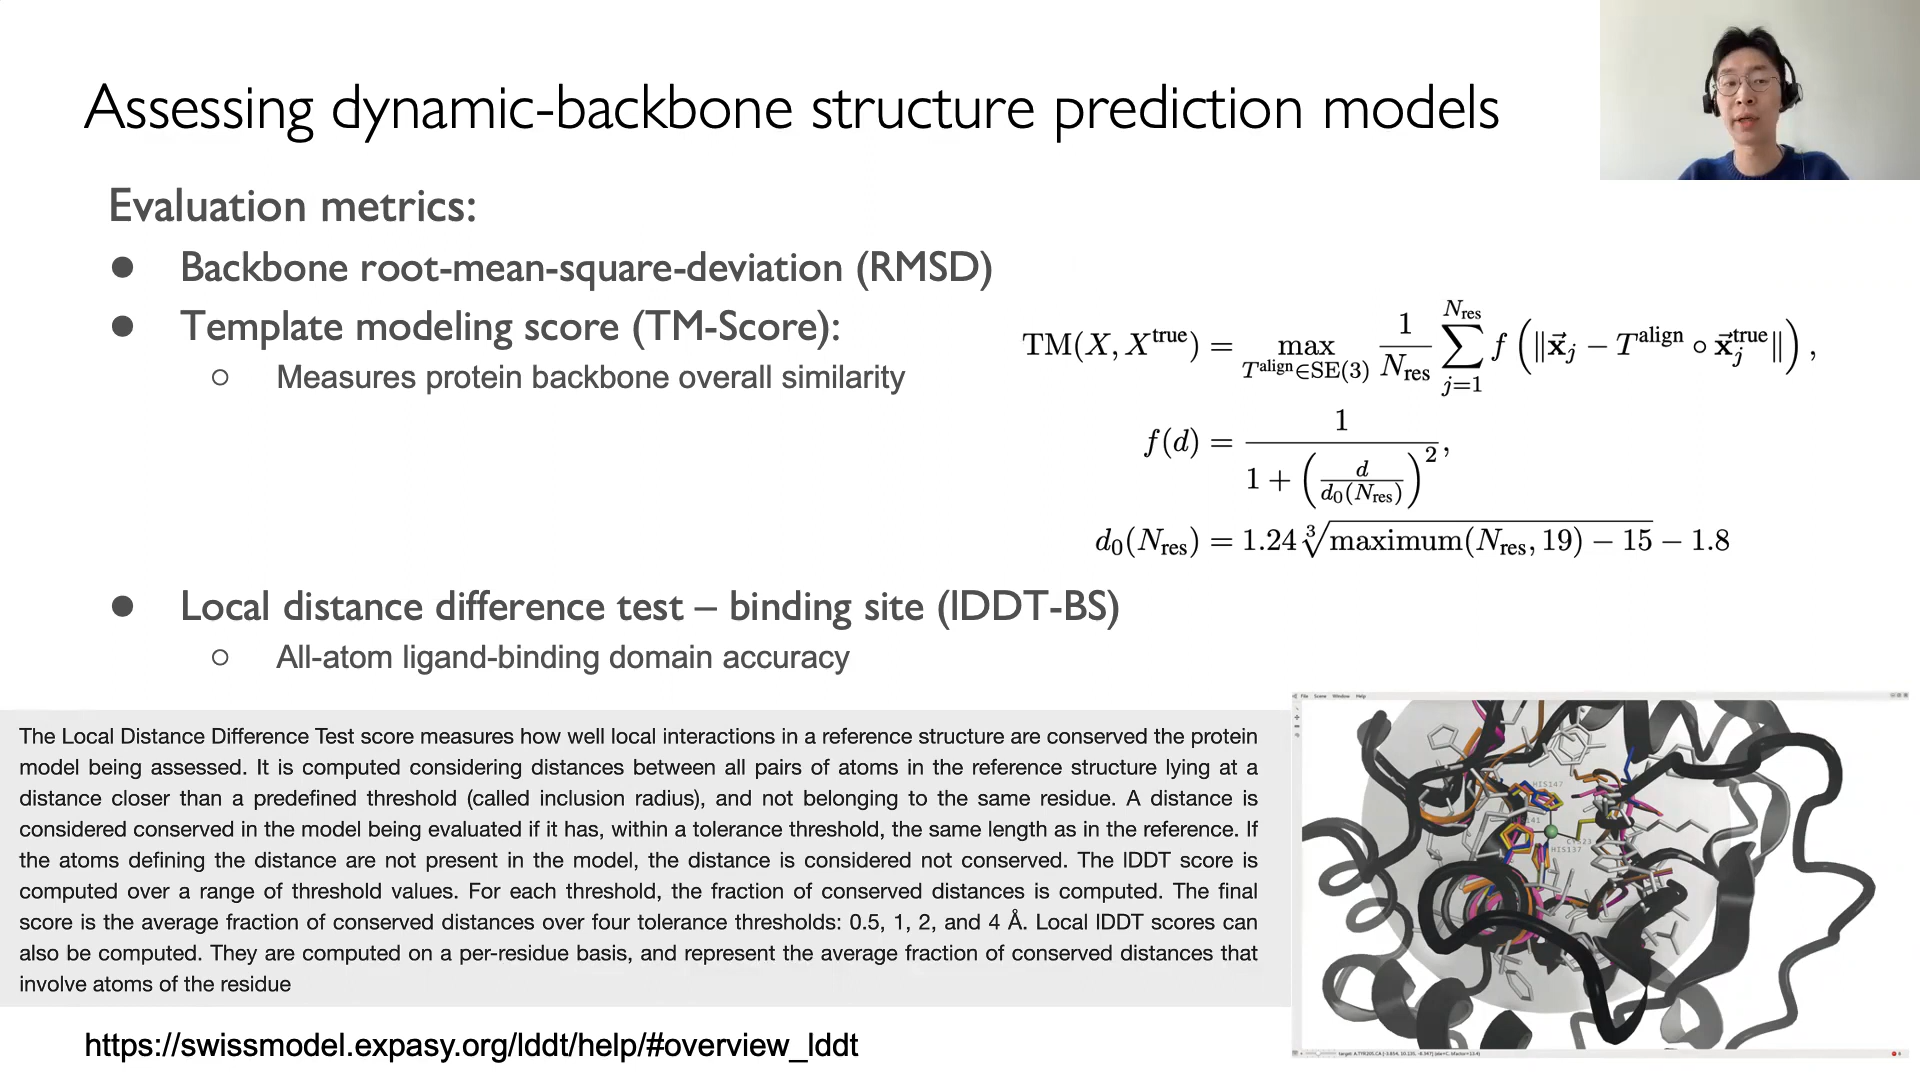 Assessing dynamic-backbone structure prediction models
Evaluation metrics:
● Backbone root-mean-square-deviation (RMSD)
● Template modeling score (TM-Score):
○ Measures protein backbone overall similarity
TM(X, X^true) = max_{T^align∈SE(3)} 1/N_res ∑_{j=1}^{N_res} f(‖x⃗_j − T^align ∘ x⃗_j^true‖),
f(d) = 1/(1 + (d/d_0(N_res))^2),
d_0(N_res) = 1.24 ∛(maximum(N_res, 19) − 15) − 1.8
● Local distance difference test – binding site (lDDT-BS)
○ All-atom ligand-binding domain accuracy
The Local Distance Difference Test score measures how well local interactions in a reference structure are conserved the protein
model being assessed. It is computed considering distances between all pairs of atoms in the reference structure lying at a
distance closer than a predefined threshold (called inclusion radius), and not belonging to the same residue. A distance is
considered conserved in the model being evaluated if it has, within a tolerance threshold, the same length as in the reference. If
the atoms defining the distance are not present in the model, the distance is considered not conserved. The lDDT score is
computed over a range of threshold values. For each threshold, the fraction of conserved distances is computed. The final
score is the average fraction of conserved distances over four tolerance thresholds: 0.5, 1, 2, and 4 Å. Local lDDT scores can
also be computed. They are computed on a per-residue basis, and represent the average fraction of conserved distances that
involve atoms of the residue
https://swissmodel.expasy.org/lddt/help/#overview_lddt
File Scene Window Help
HIS147
HIS137